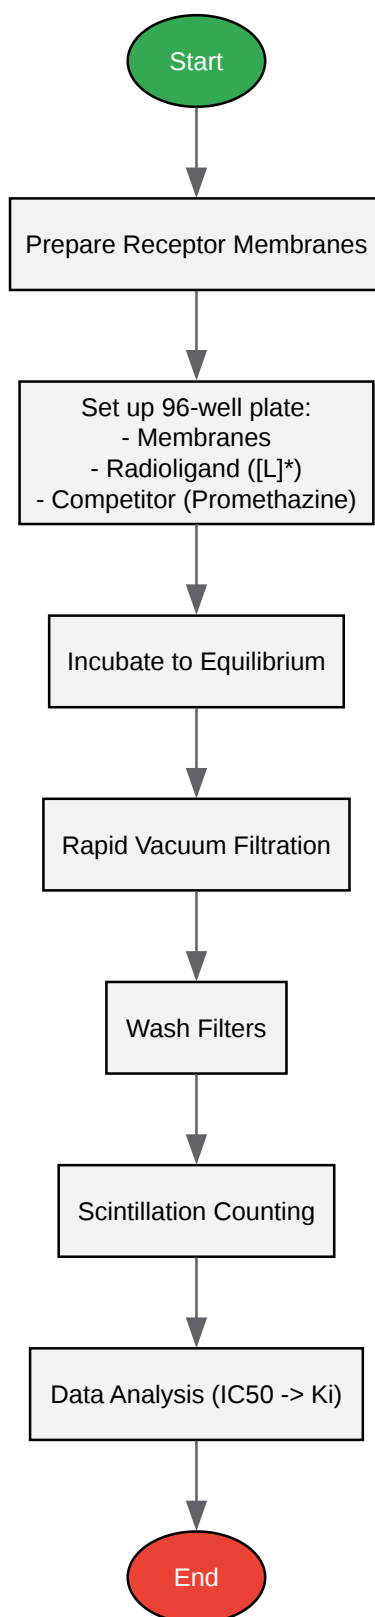 Start
Prepare Receptor Membranes
Set up 96-well plate:
- Membranes
- Radioligand ([L]*)
- Competitor (Promethazine)
Incubate to Equilibrium
Rapid Vacuum Filtration
Wash Filters
Scintillation Counting
Data Analysis (IC50 -> Ki)
End